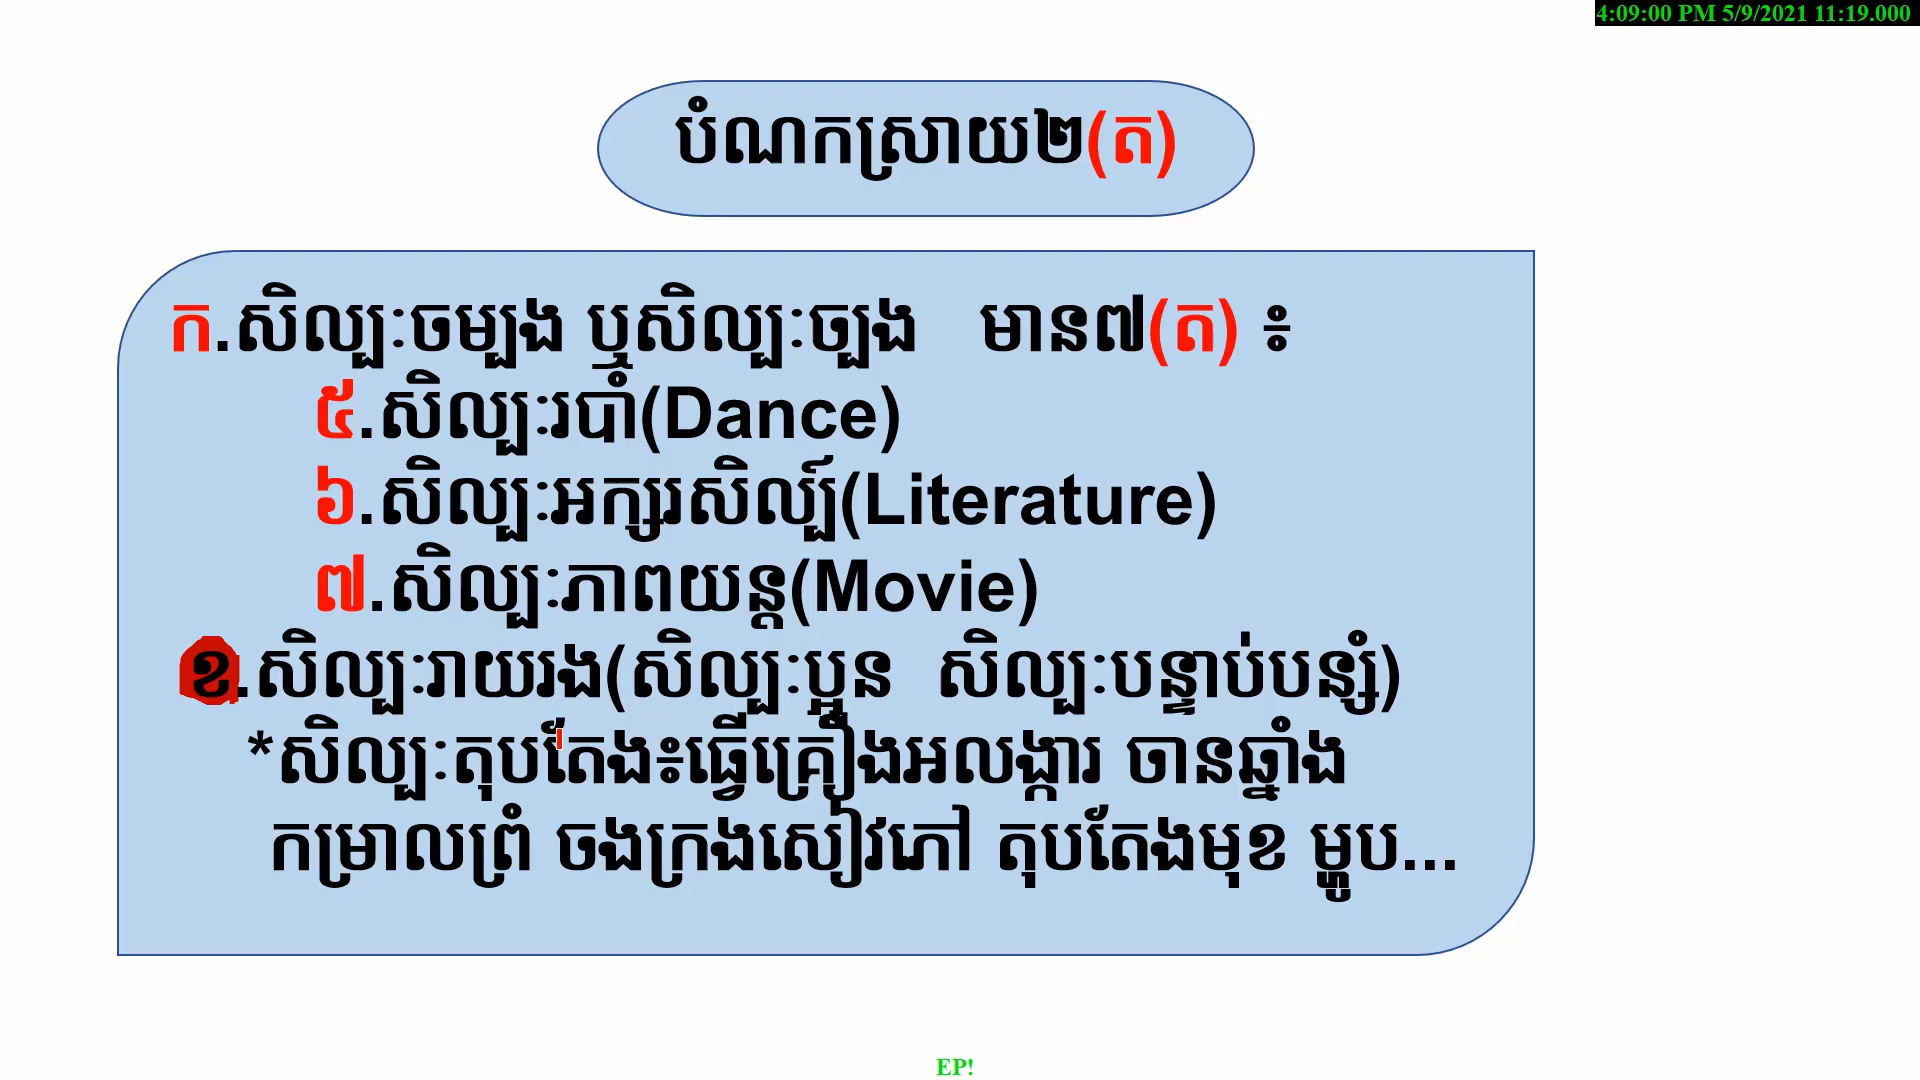 4:09:00 PM 5/9/2021 11:19.000
បំណកស្រាយ២(ត)
ក.សិល្បៈចម្បង ឬសិល្បៈច្បង មាន៧(ត) ៖
៥.សិល្បៈរបាំ(Dance)
៦.សិល្បៈអក្សរសិល្ប៍(Literature)
៧.សិល្បៈភាពយន្ត(Movie)
ខ.សិល្បៈរាយរង(សិល្បៈប្អូន សិល្បៈបន្ទាប់បន្សំ)
*សិល្បៈតុបតែង៖ធ្វើគ្រឿងអលង្ការ ចានឆ្នាំង
កម្រាលព្រំ ចងក្រងសៀវភៅ តុបតែងមុខ ម្ហូប...
EP!